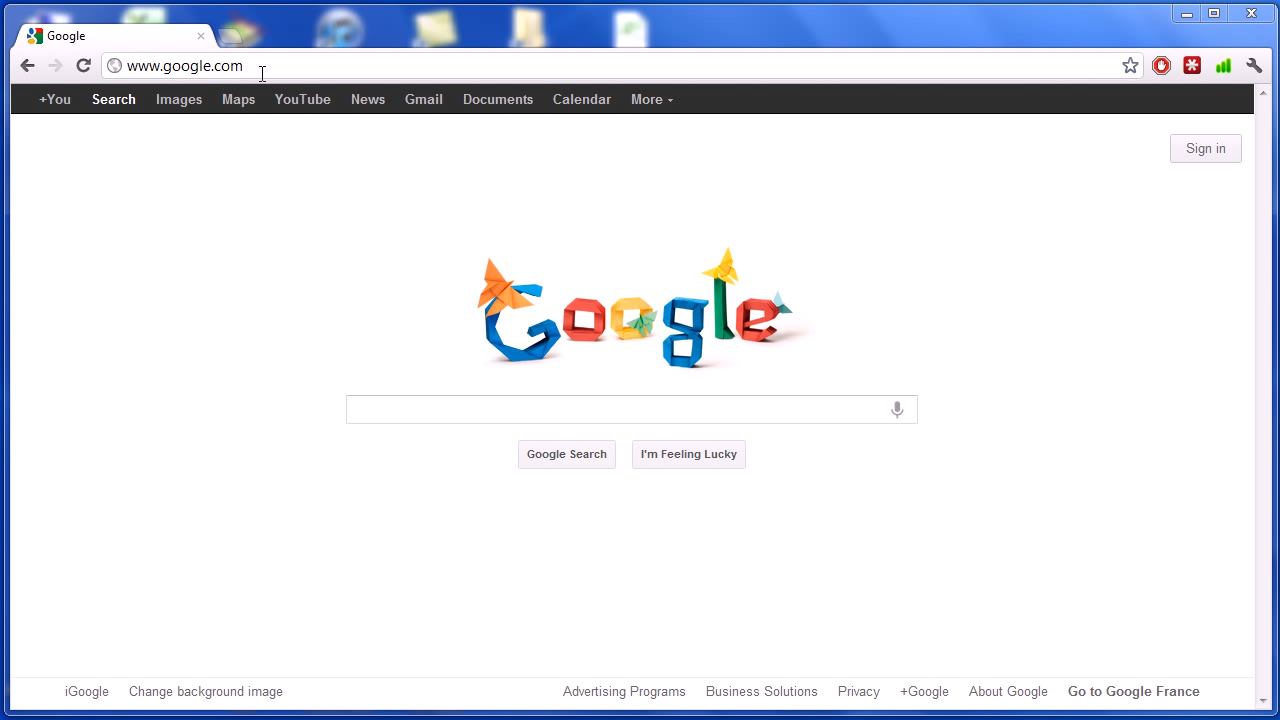 Google
www.google.com
+You Search Images Maps YouTube News Gmail Documents Calendar More
Sign in
Google
Google Search I'm Feeling Lucky
iGoogle Change background image Advertising Programs Business Solutions Privacy +Google About Google Go to Google France